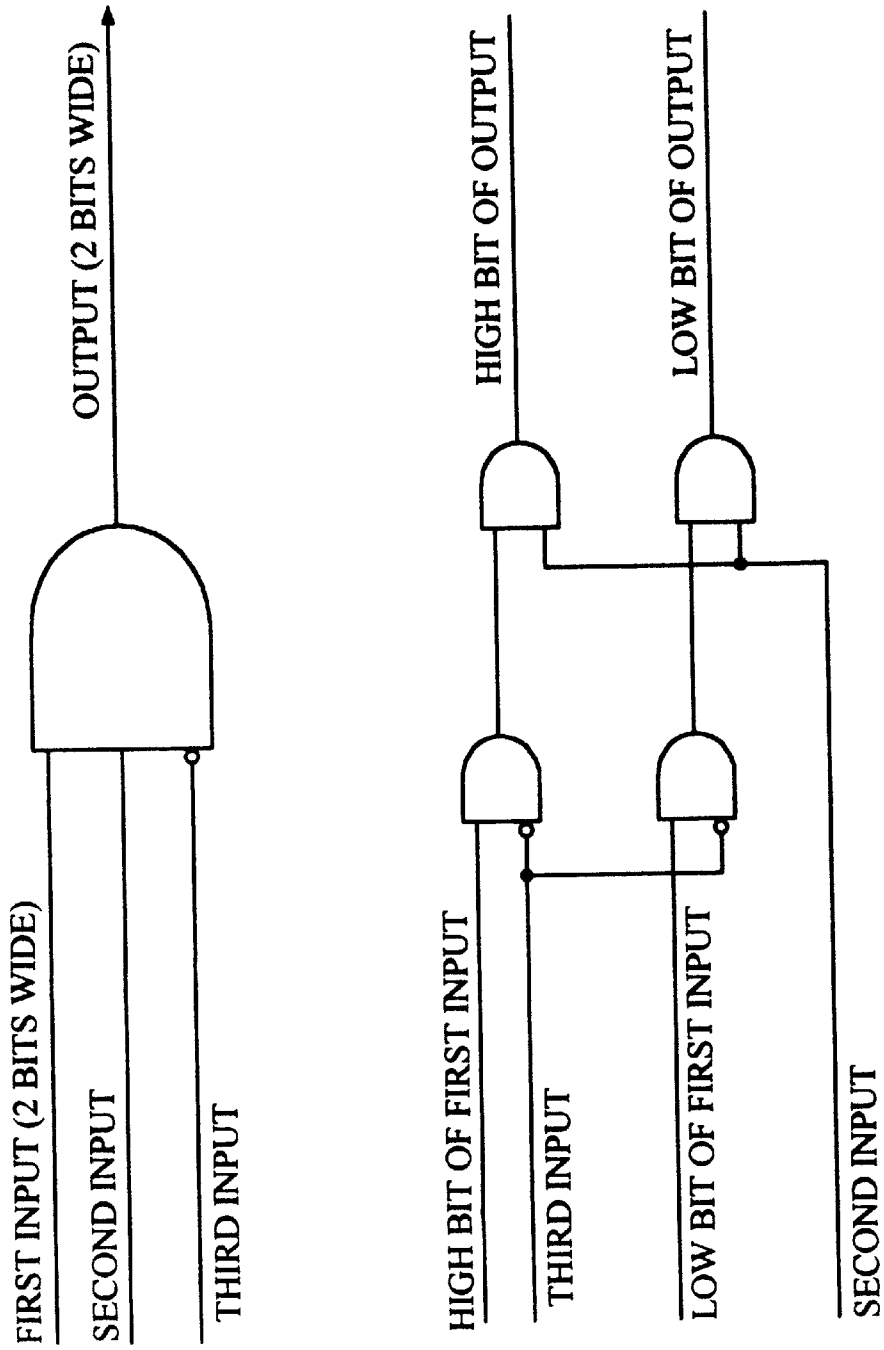 FIRST INPUT (2 BITS WIDE)
SECOND INPUT
THIRD INPUT
OUTPUT (2 BITS WIDE)
HIGH BIT OF FIRST INPUT
THIRD INPUT
LOW BIT OF FIRST INPUT
SECOND INPUT
HIGH BIT OF OUTPUT
LOW BIT OF OUTPUT